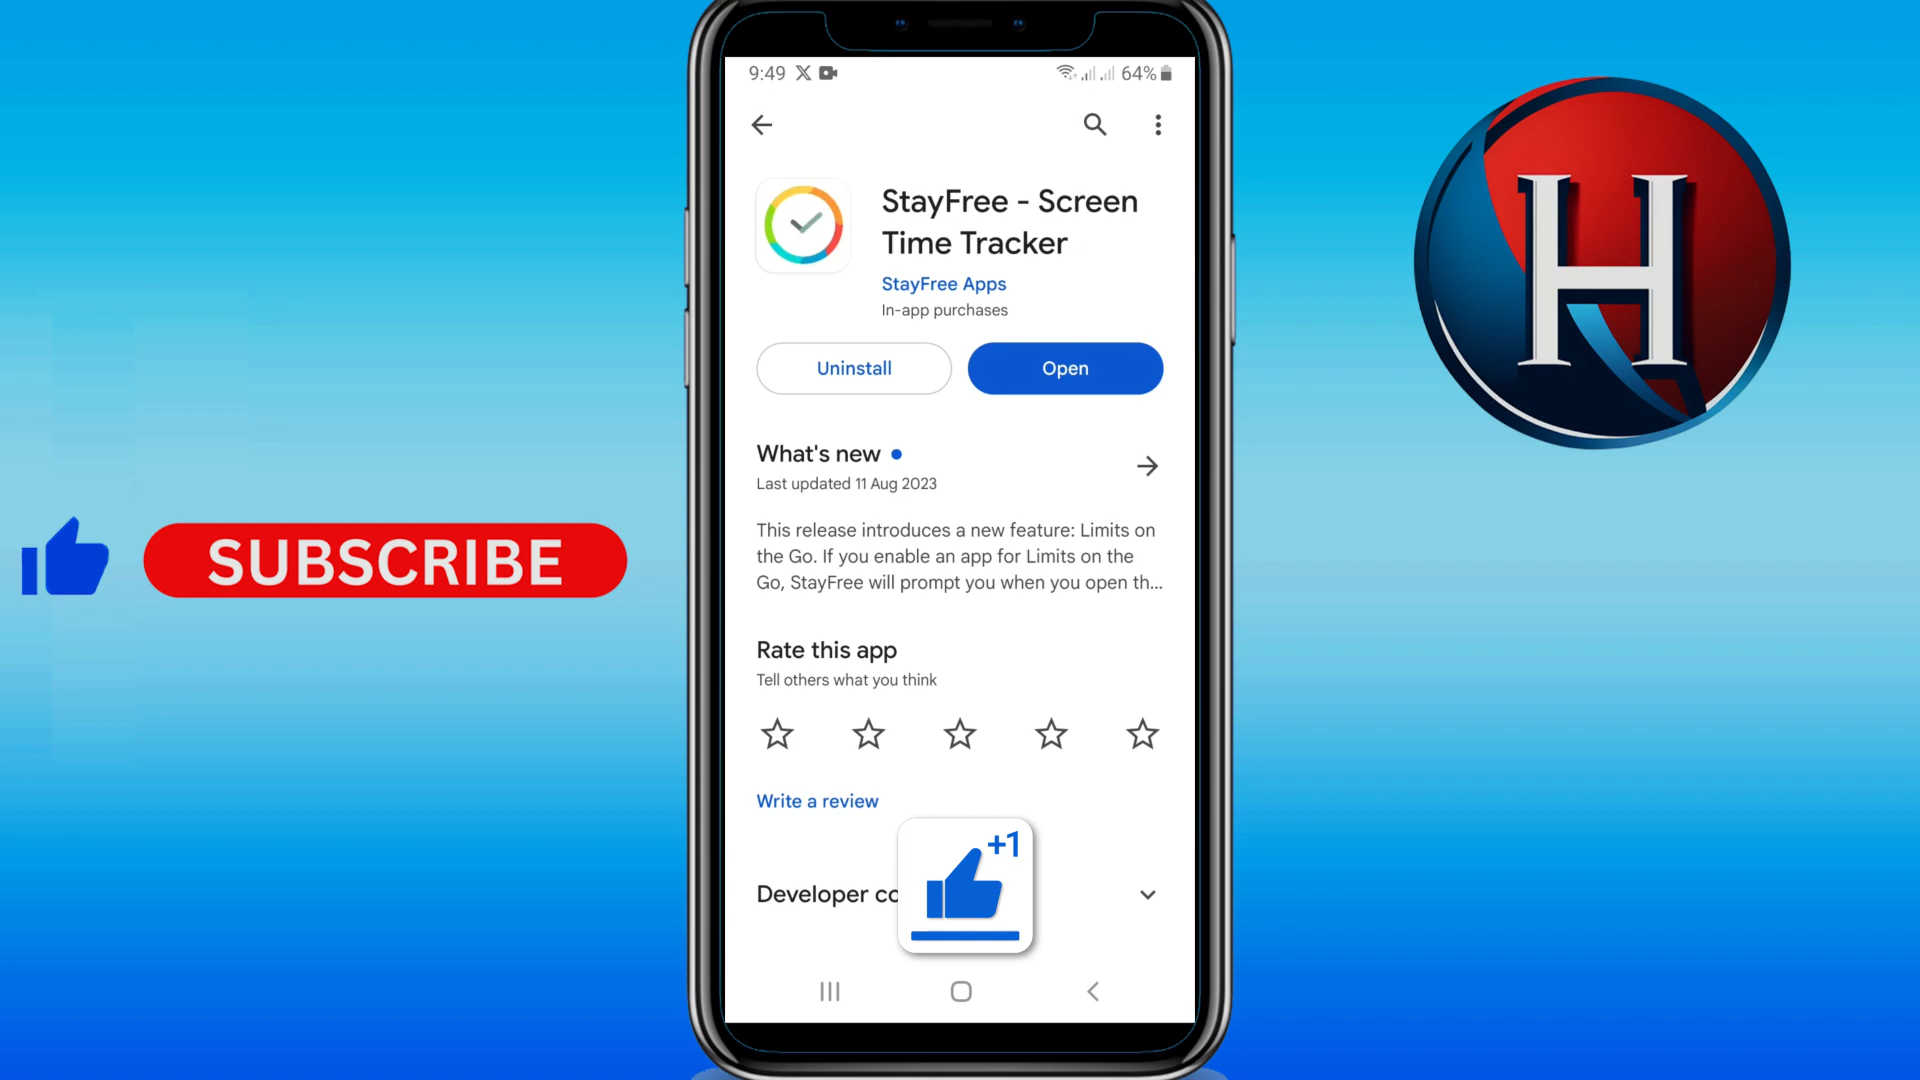 9:49
64%
StayFree - Screen
Time Tracker
StayFree Apps
In-app purchases
Uninstall
Open
What's new
Last updated 11 Aug 2023
This release introduces a new feature: Limits on
the Go. If you enable an app for Limits on the
Go, StayFree will prompt you when you open th...
Rate this app
Tell others what you think
Write a review
Developer co
+1
SUBSCRIBE
H